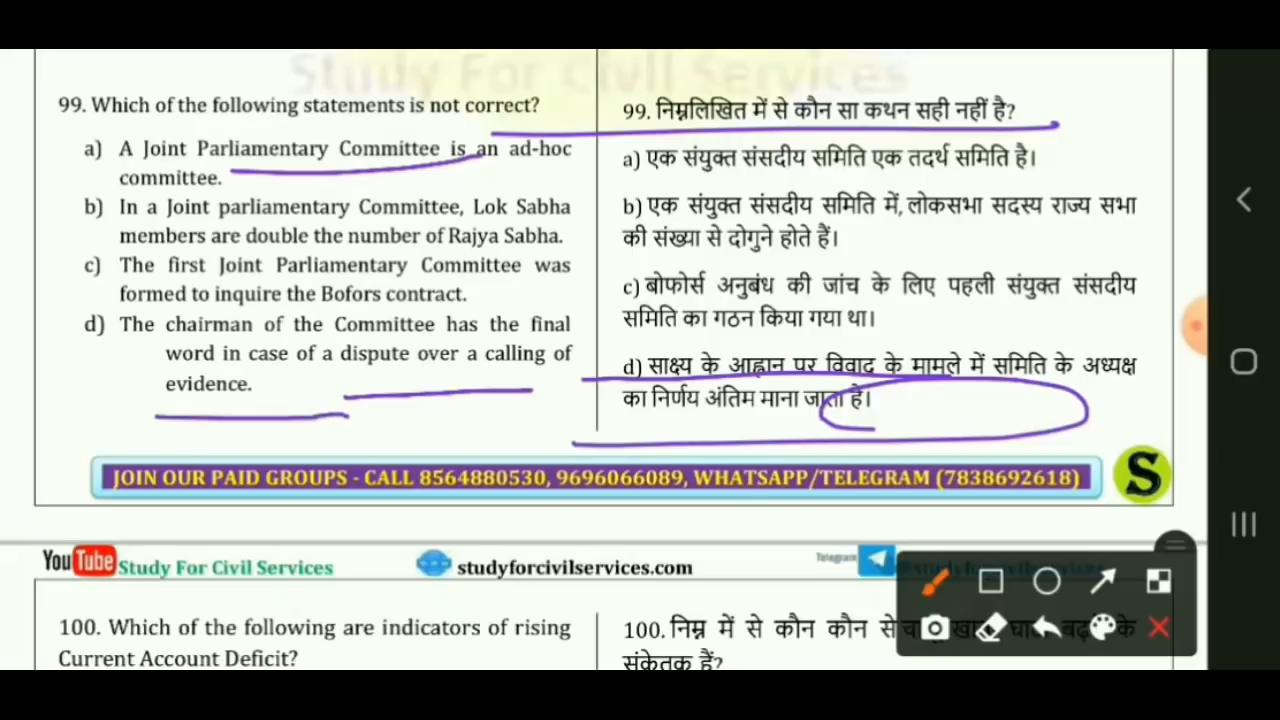 Study For Civil Services
99. Which of the following statements is not correct?
a) A Joint Parliamentary Committee is an ad-hoc
committee.
b) In a Joint parliamentary Committee, Lok Sabha
members are double the number of Rajya Sabha.
c) The first Joint Parliamentary Committee was
formed to inquire the Bofors contract.
d) The chairman of the Committee has the final
word in case of a dispute over a calling of
evidence.
99. निम्नलिखित में से कौन सा कथन सही नहीं है?
a) एक संयुक्त संसदीय समिति एक तदर्थ समिति है।
b) एक संयुक्त संसदीय समिति में, लोकसभा सदस्य राज्य सभा
की संख्या से दोगुने होते हैं।
c) बोफोर्स अनुबंध की जांच के लिए पहली संयुक्त संसदीय
समिति का गठन किया गया था।
d) साक्ष्य के आह्वान पर विवाद के मामले में समिति के अध्यक्ष
का निर्णय अंतिम माना जाता है।
JOIN OUR PAID GROUPS - CALL 8564880530, 9696066089, WHATSAPP/TELEGRAM (7838692618)
S
YouTube Study For Civil Services
studyforcivilservices.com
Telegram
100. Which of the following are indicators of rising
Current Account Deficit?
100. निम्न में से कौन कौन से
संकेतक हैं?